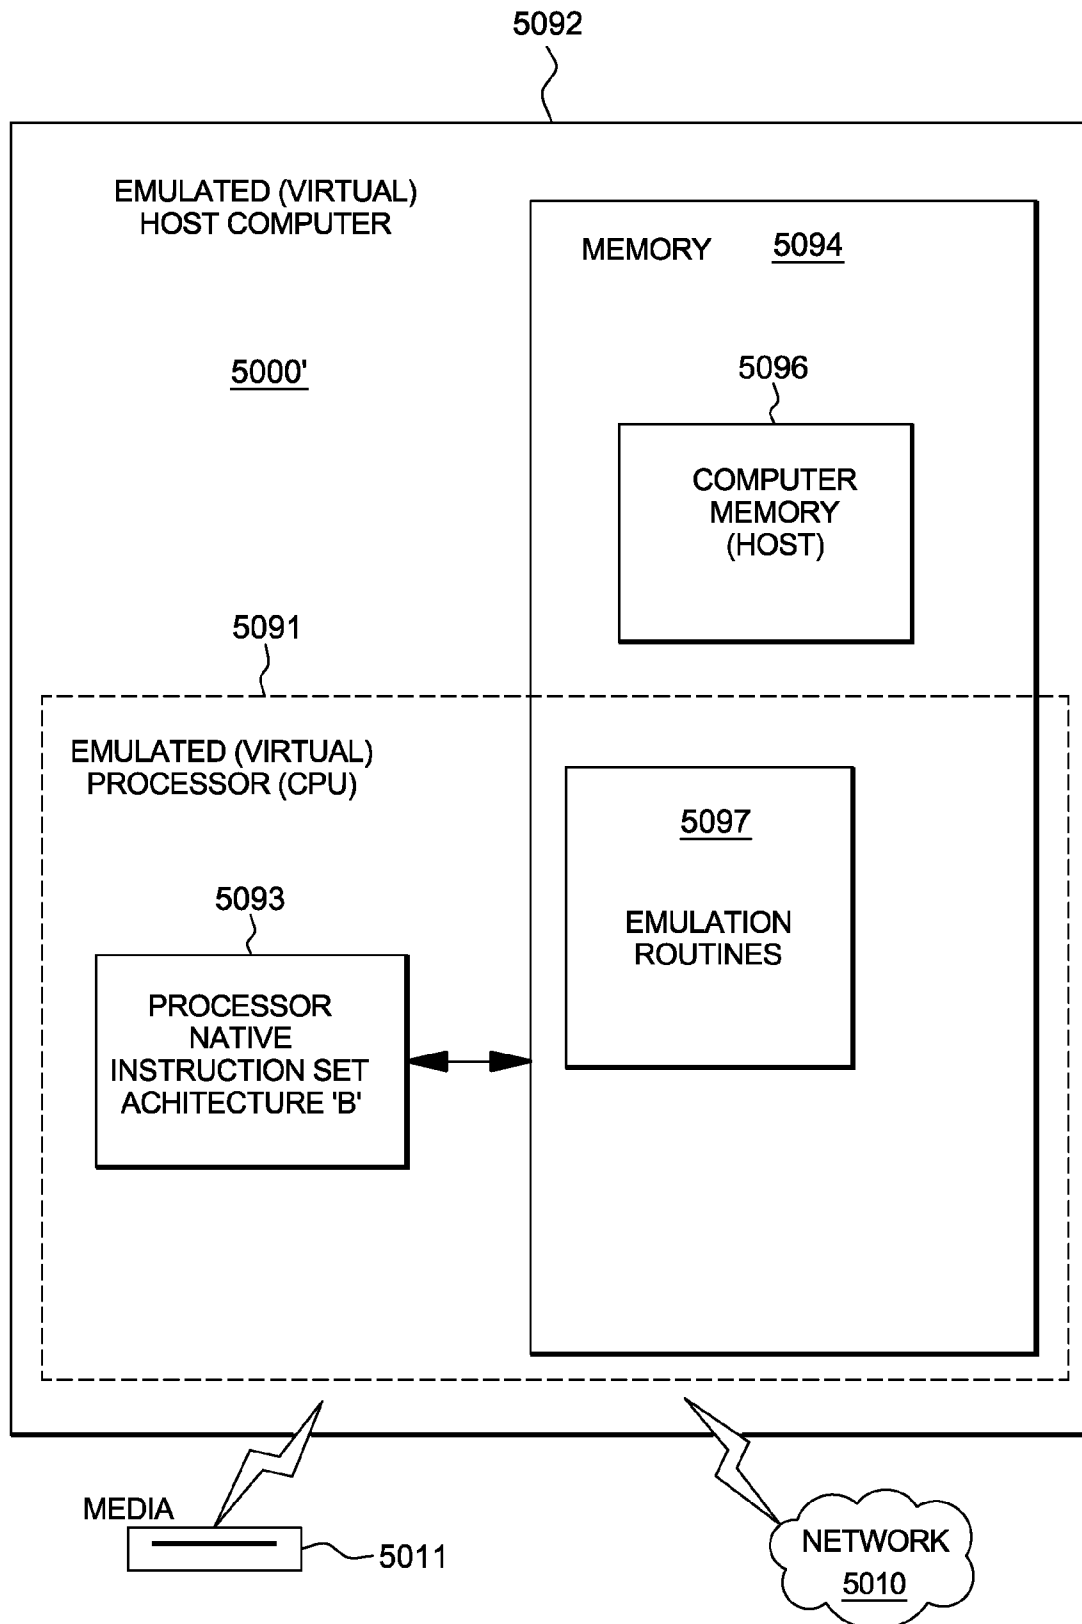 5092
EMULATED (VIRTUAL)
HOST COMPUTER
MEMORY 5094
5000'
5096
COMPUTER
MEMORY
(HOST)
5091
EMULATED (VIRTUAL)
PROCESSOR (CPU)
5097
EMULATION
ROUTINES
5093
PROCESSOR
NATIVE
INSTRUCTION SET
ACHITECTURE 'B'
MEDIA
5011
NETWORK
5010